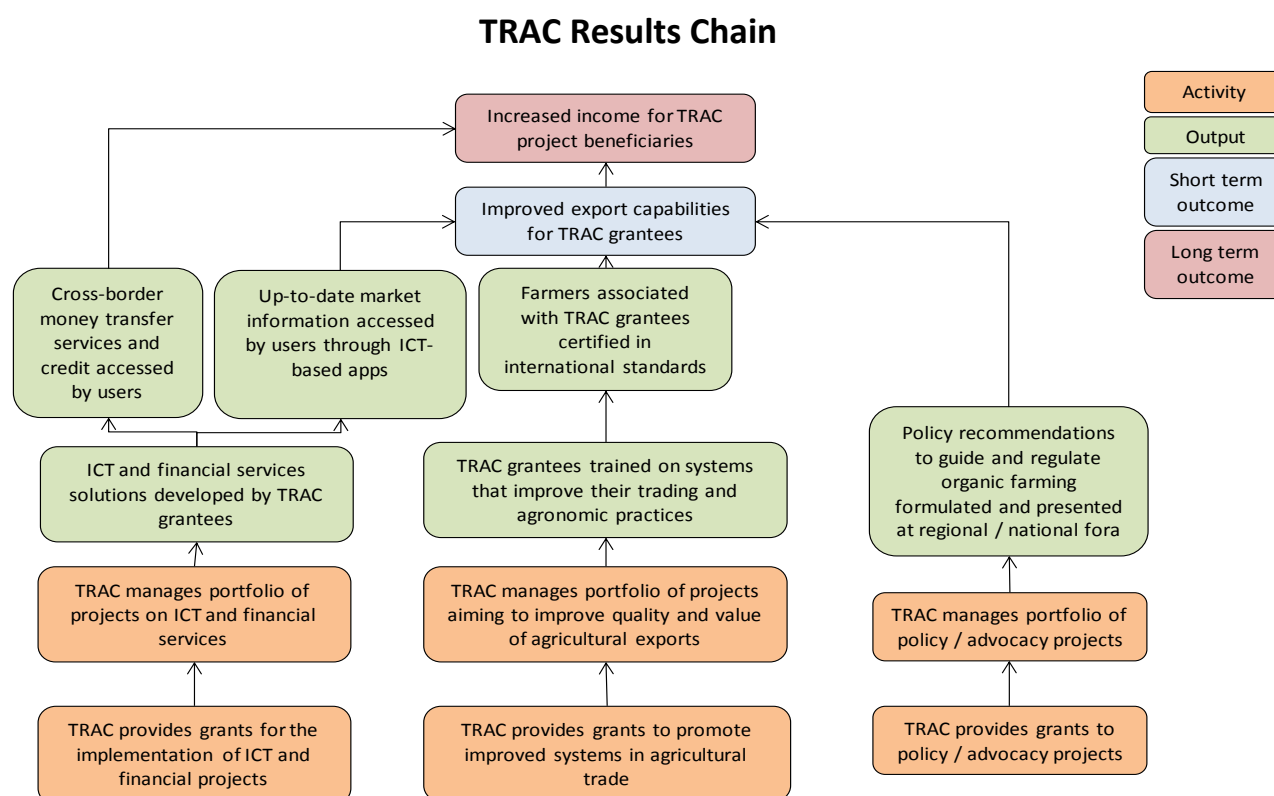 TRAC Results Chain
Activity
Output
Short term
outcome
Long term
outcome
Increased income for TRAC
project beneficiaries
Improved export capabilities
for TRAC grantees
Cross-border
money transfer
services and
credit accessed
by users
Up-to-date market
information accessed
by users through ICT-
based apps
Farmers associated
with TRAC grantees
certified in
international standards
ICT and financial services
solutions developed by TRAC
grantees
TRAC grantees trained on systems
that improve their trading and
agronomic practices
Policy recommendations
to guide and regulate
organic farming
formulated and presented
at regional / national fora
TRAC manages portfolio of
projects on ICT and financial
services
TRAC manages portfolio of projects
aiming to improve quality and value
of agricultural exports
TRAC manages portfolio of
policy / advocacy projects
TRAC provides grants for the
implementation of ICT and
financial projects
TRAC provides grants to promote
improved systems in agricultural
trade
TRAC provides grants to
policy / advocacy projects